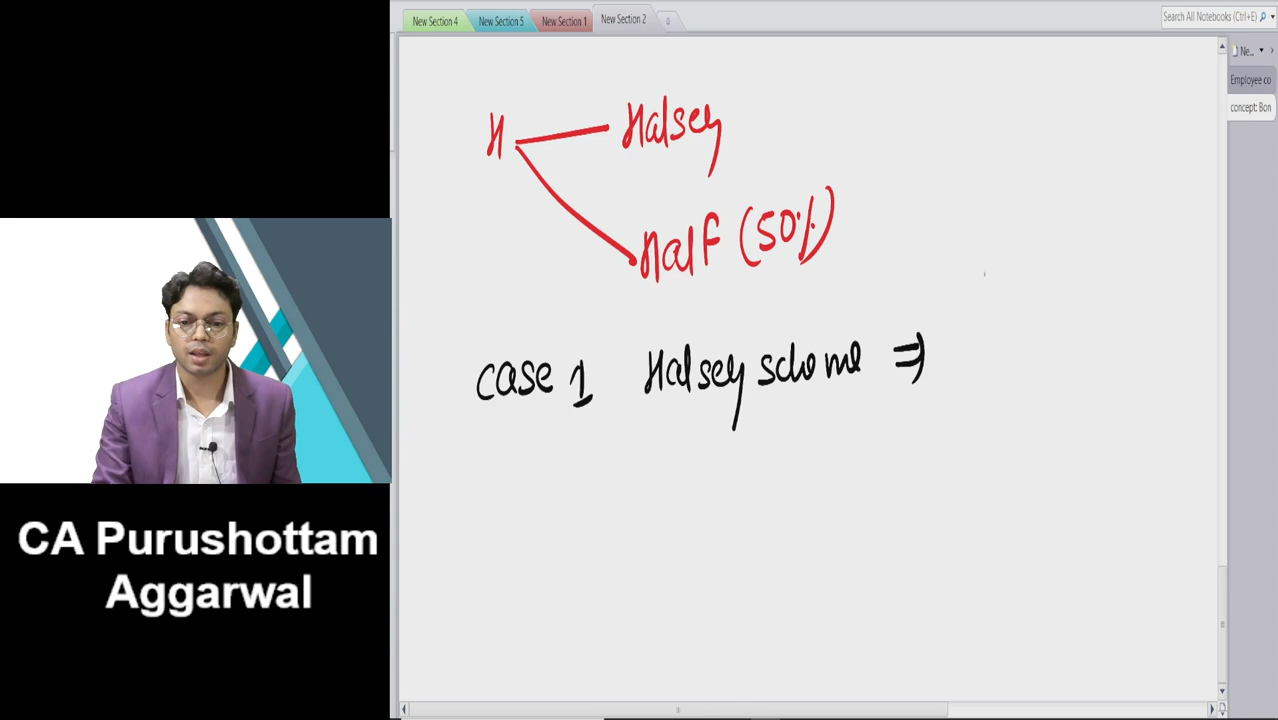 New Section 4
New Section 5
New Section 1
New Section 2
Search All Notebooks (Ctrl+E)
Ne...
Employee co
concept: Bon
H
Halsey
Half (50%)
case 1 Halsey scheme ⇒
CA Purushottam
Aggarwal